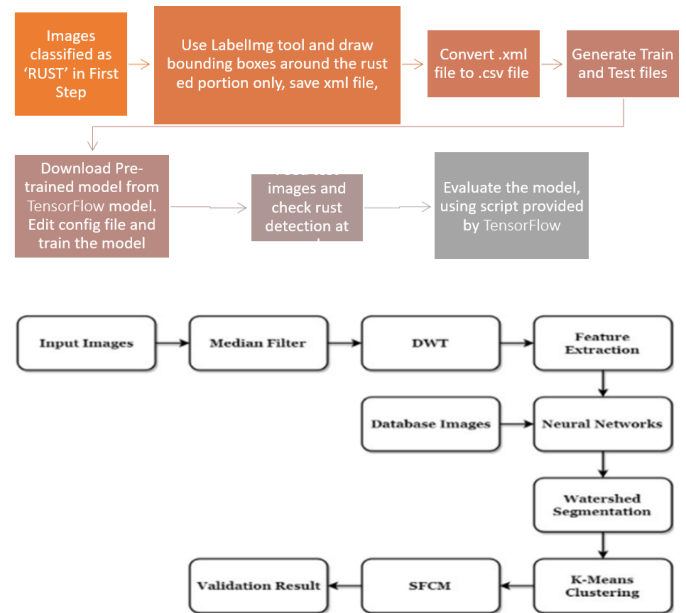 Images
classified as
‘RUST’ in First
Step
Use LabelImg tool and draw
bounding boxes around the rust
ed portion only, save xml file,
Convert .xml
file to .csv file
Generate Train
and Test files
Download Pre-
trained model from
TensorFlow model.
Edit config file and
train the model
images and
check rust
detection at
Evaluate the model,
using script provided
by TensorFlow
Input Images
Median Filter
DWT
Feature
Extraction
Database Images
Neural Networks
Watershed
Segmentation
Validation Result
SFCM
K-Means
Clustering